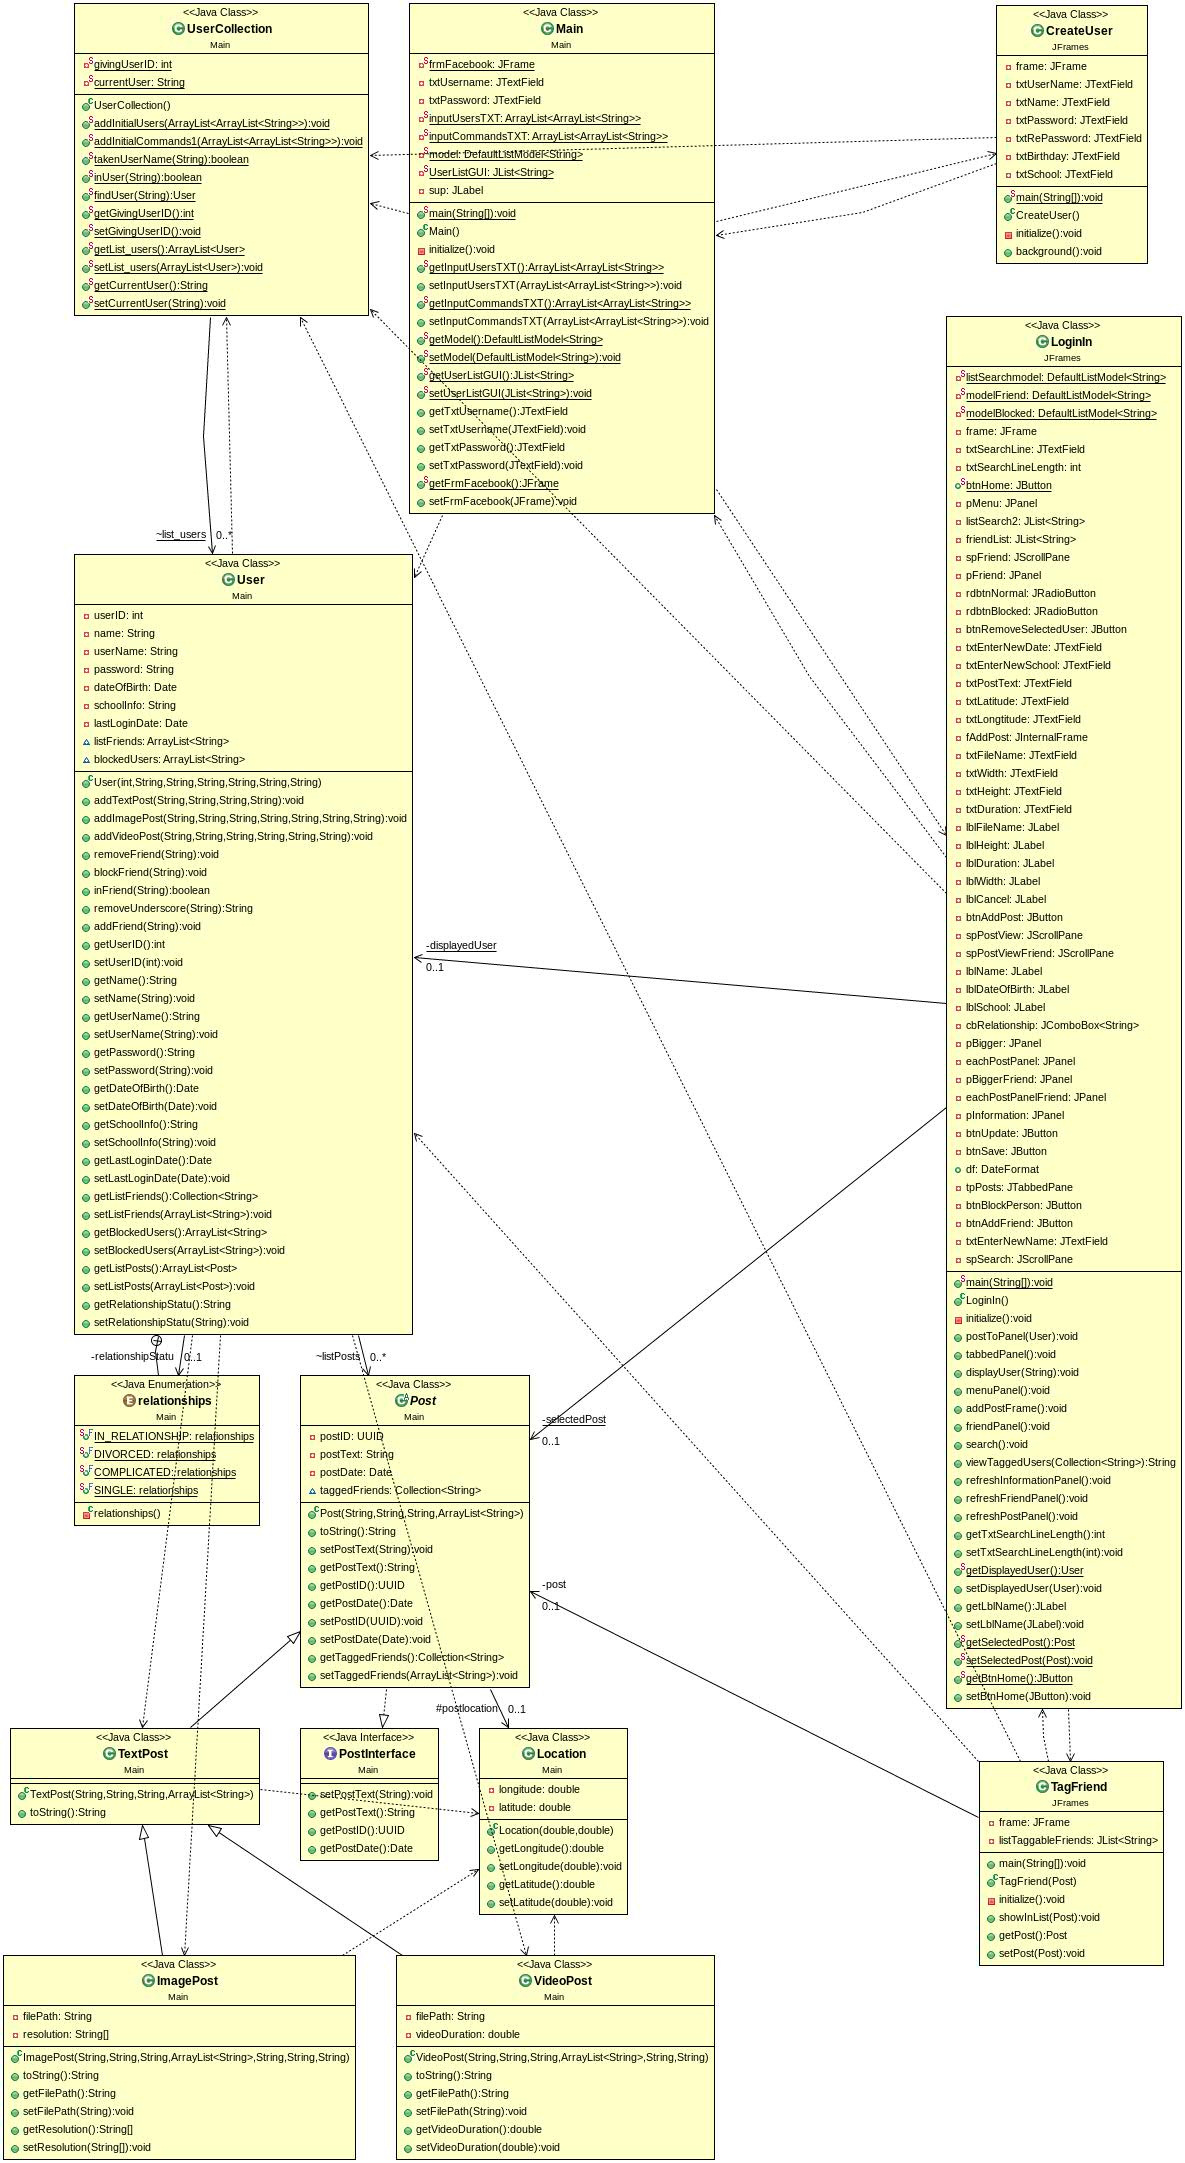 <<Java Class>>
UserCollection
Main
givingUserID: int
currentUser: String
UserCollection()
addInitialUsers(ArrayList<ArrayList<String>>):void
addInitialCommands1(ArrayList<ArrayList<String>>):void
takenUserName(String):boolean
inUser(String):boolean
findUser(String):User
getGivingUserID():int
setGivingUserID():void
getList_users():ArrayList<User>
setList_users(ArrayList<User>):void
getCurrentUser():String
setCurrentUser(String):void
<<Java Class>>
Main
Main
frmFacebook: JFrame
txtUsername: JTextField
txtPassword: JTextField
inputUsersTXT: ArrayList<ArrayList<String>>
inputCommandsTXT: ArrayList<ArrayList<String>>
model: DefaultListModel<String>
UserListGUI: JList<String>
sup: JLabel
main(String[]):void
Main()
initialize():void
getInputUsersTXT():ArrayList<ArrayList<String>>
setInputUsersTXT(ArrayList<ArrayList<String>>):void
getInputCommandsTXT():ArrayList<ArrayList<String>>
setInputCommandsTXT(ArrayList<ArrayList<String>>):void
getModel():DefaultListModel<String>
setModel(DefaultListModel<String>):void
getUserListGUI():JList<String>
setUserListGUI(JList<String>):void
getTxtUsername():JTextField
setTxtUsername(JTextField):void
getTxtPassword():JTextField
setTxtPassword(JTextField):void
getFrmFacebook():JFrame
setFrmFacebook(JFrame):void
<<Java Class>>
CreateUser
JFrames
frame: JFrame
txtUserName: JTextField
txtName: JTextField
txtPassword: JTextField
txtRePassword: JTextField
txtBirthday: JTextField
txtSchool: JTextField
main(String[]):void
CreateUser()
initialize():void
background():void
<<Java Class>>
LoginIn
JFrames
listSearchmodel: DefaultListModel<String>
modelFriend: DefaultListModel<String>
modelBlocked: DefaultListModel<String>
frame: JFrame
txtSearchLine: JTextField
txtSearchLineLength: int
btnHome: JButton
pMenu: JPanel
listSearch2: JList<String>
friendList: JList<String>
spFriend: JScrollPane
pFriend: JPanel
rdbtnNormal: JRadioButton
rdbtnBlocked: JRadioButton
btnRemoveSelectedUser: JButton
txtEnterNewDate: JTextField
txtEnterNewSchool: JTextField
txtPostText: JTextField
txtLatitude: JTextField
txtLongtitude: JTextField
fAddPost: JInternalFrame
txtFileName: JTextField
txtWidth: JTextField
txtHeight: JTextField
txtDuration: JTextField
lblFileName: JLabel
lblHeight: JLabel
lblDuration: JLabel
lblWidth: JLabel
lblCancel: JLabel
btnAddPost: JButton
spPostView: JScrollPane
spPostViewFriend: JScrollPane
lblName: JLabel
lblDateOfBirth: JLabel
lblSchool: JLabel
cbRelationship: JComboBox<String>
pBigger: JPanel
eachPostPanel: JPanel
pBiggerFriend: JPanel
eachPostPanelFriend: JPanel
pInformation: JPanel
btnUpdate: JButton
btnSave: JButton
df: DateFormat
tpPosts: JTabbedPane
btnBlockPerson: JButton
btnAddFriend: JButton
txtEnterNewName: JTextField
spSearch: JScrollPane
main(String[]):void
LoginIn()
initialize():void
postToPanel(User):void
tabbedPanel():void
displayUser(String):void
menuPanel():void
addPostFrame():void
friendPanel():void
search():void
viewTaggedUsers(Collection<String>):String
refreshInformationPanel():void
refreshFriendPanel():void
refreshPostPanel():void
getTxtSearchLineLength():int
setTxtSearchLineLength(int):void
getDisplayedUser():User
setDisplayedUser(User):void
getLblName():JLabel
setLblName(JLabel):void
getSelectedPost():Post
setSelectedPost(Post):void
getBtnHome():JButton
setBtnHome(JButton):void
~list_users 0..*
<<Java Class>>
User
Main
userID: int
name: String
userName: String
password: String
dateOfBirth: Date
schoolInfo: String
lastLoginDate: Date
listFriends: ArrayList<String>
blockedUsers: ArrayList<String>
User(int,String,String,String,String,String,String)
addTextPost(String,String,String,String):void
addImagePost(String,String,String,String,String,String,String):void
addVideoPost(String,String,String,String,String,String):void
removeFriend(String):void
blockFriend(String):void
inFriend(String):boolean
removeUnderscore(String):String
addFriend(String):void
getUserID():int
setUserID(int):void
getName():String
setName(String):void
getUserName():String
setUserName(String):void
getPassword():String
setPassword(String):void
getDateOfBirth():Date
setDateOfBirth(Date):void
getSchoolInfo():String
setSchoolInfo(String):void
getLastLoginDate():Date
setLastLoginDate(Date):void
getListFriends():Collection<String>
setListFriends(ArrayList<String>):void
getBlockedUsers():ArrayList<String>
setBlockedUsers(ArrayList<String>):void
getListPosts():ArrayList<Post>
setListPosts(ArrayList<Post>):void
getRelationshipStatu():String
setRelationshipStatu(String):void
-displayedUser
0..1
-relationshipStatu 0..1
~listPosts 0..*
<<Java Enumeration>>
relationships
Main
IN_RELATIONSHIP: relationships
DIVORCED: relationships
COMPLICATED: relationships
SINGLE: relationships
relationships()
<<Java Class>>
Post
Main
postID: UUID
postText: String
postDate: Date
taggedFriends: Collection<String>
Post(String,String,String,ArrayList<String>)
toString():String
setPostText(String):void
getPostText():String
getPostID():UUID
getPostDate():Date
setPostID(UUID):void
setPostDate(Date):void
getTaggedFriends():Collection<String>
setTaggedFriends(ArrayList<String>):void
-selectedPost
0..1
-post
0..1
#postlocation 0..1
<<Java Class>>
TextPost
Main
TextPost(String,String,String,ArrayList<String>)
toString():String
<<Java Interface>>
PostInterface
Main
setPostText(String):void
getPostText():String
getPostID():UUID
getPostDate():Date
<<Java Class>>
Location
Main
longitude: double
latitude: double
Location(double,double)
getLongitude():double
setLongitude(double):void
getLatitude():double
setLatitude(double):void
<<Java Class>>
TagFriend
JFrames
frame: JFrame
listTaggableFriends: JList<String>
main(String[]):void
TagFriend(Post)
initialize():void
showInList(Post):void
getPost():Post
setPost(Post):void
<<Java Class>>
ImagePost
Main
filePath: String
resolution: String[]
ImagePost(String,String,String,ArrayList<String>,String,String,String)
toString():String
getFilePath():String
setFilePath(String):void
getResolution():String[]
setResolution(String[]):void
<<Java Class>>
VideoPost
Main
filePath: String
videoDuration: double
VideoPost(String,String,String,ArrayList<String>,String,String)
toString():String
getFilePath():String
setFilePath(String):void
getVideoDuration():double
setVideoDuration(double):void